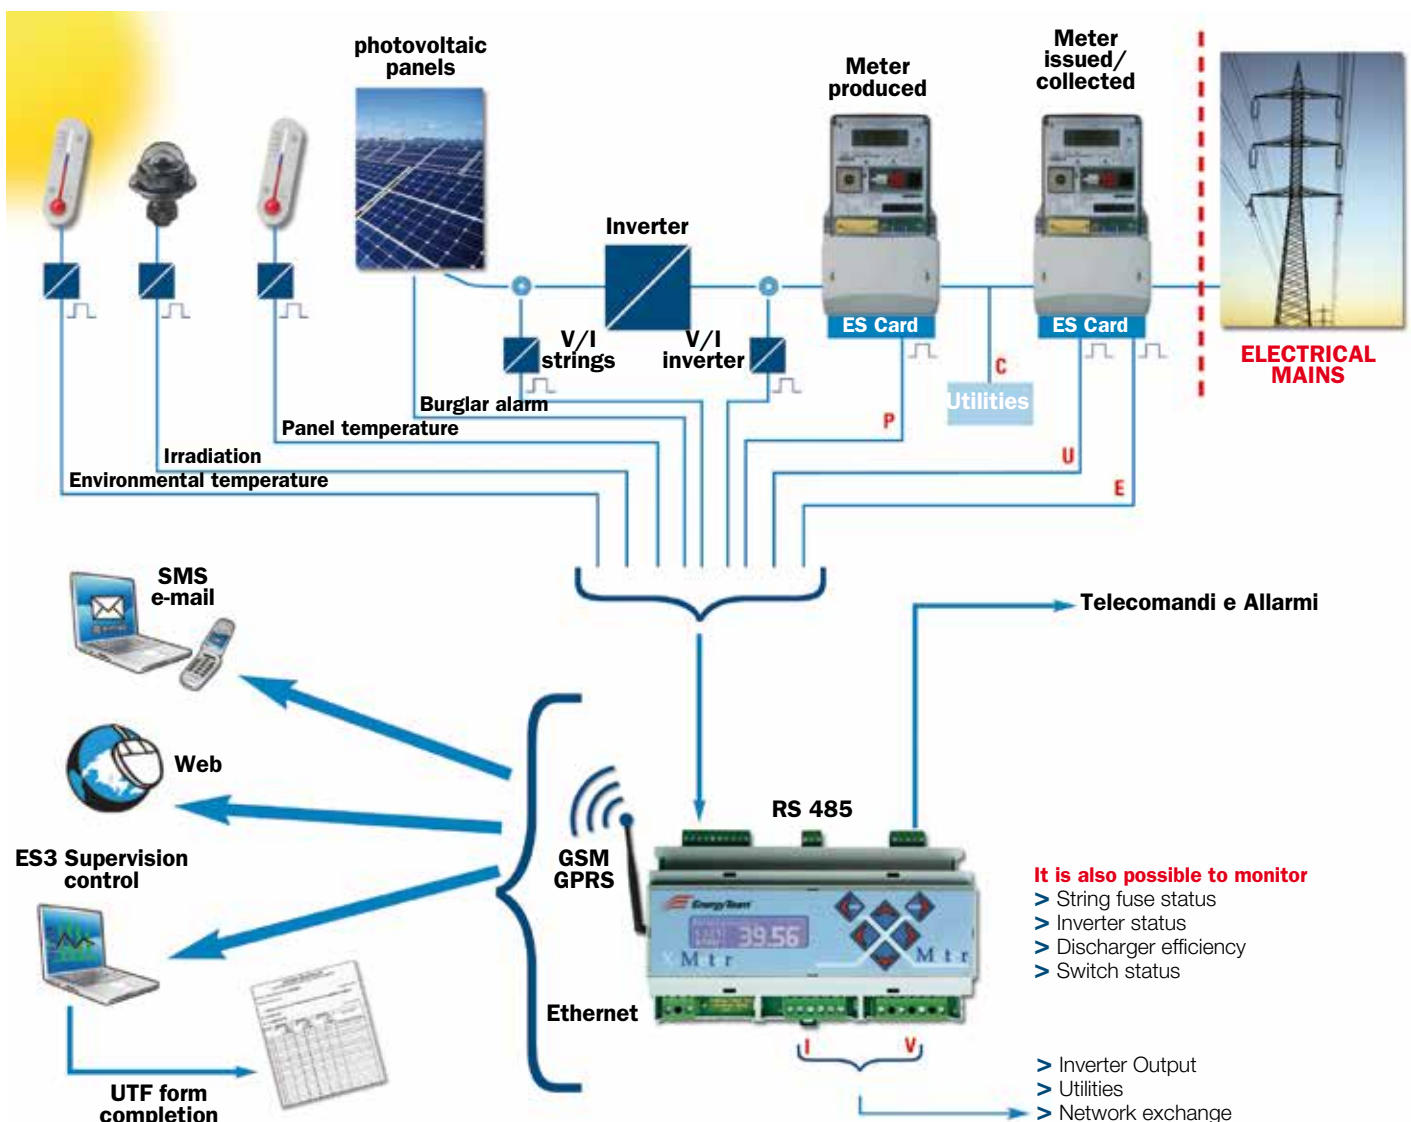 photovoltaic
panels
Meter
produced
Meter
issued/
collected
Inverter
V/I
strings
V/I
inverter
ES Card
ES Card
ELECTRICAL
MAINS
C
Utilities
P
U
E
Burglar alarm
Panel temperature
Irradiation
Environmental temperature
SMS
e-mail
Telecomandi e Allarmi
Web
RS 485
GSM
GPRS
ES3 Supervision
control
EnergyTeam
39.56
XMtr
Mtr
It is also possible to monitor
> String fuse status
> Inverter status
> Discharger efficiency
> Switch status
Ethernet
I
V
> Inverter Output
> Utilities
> Network exchange
UTF form
completion